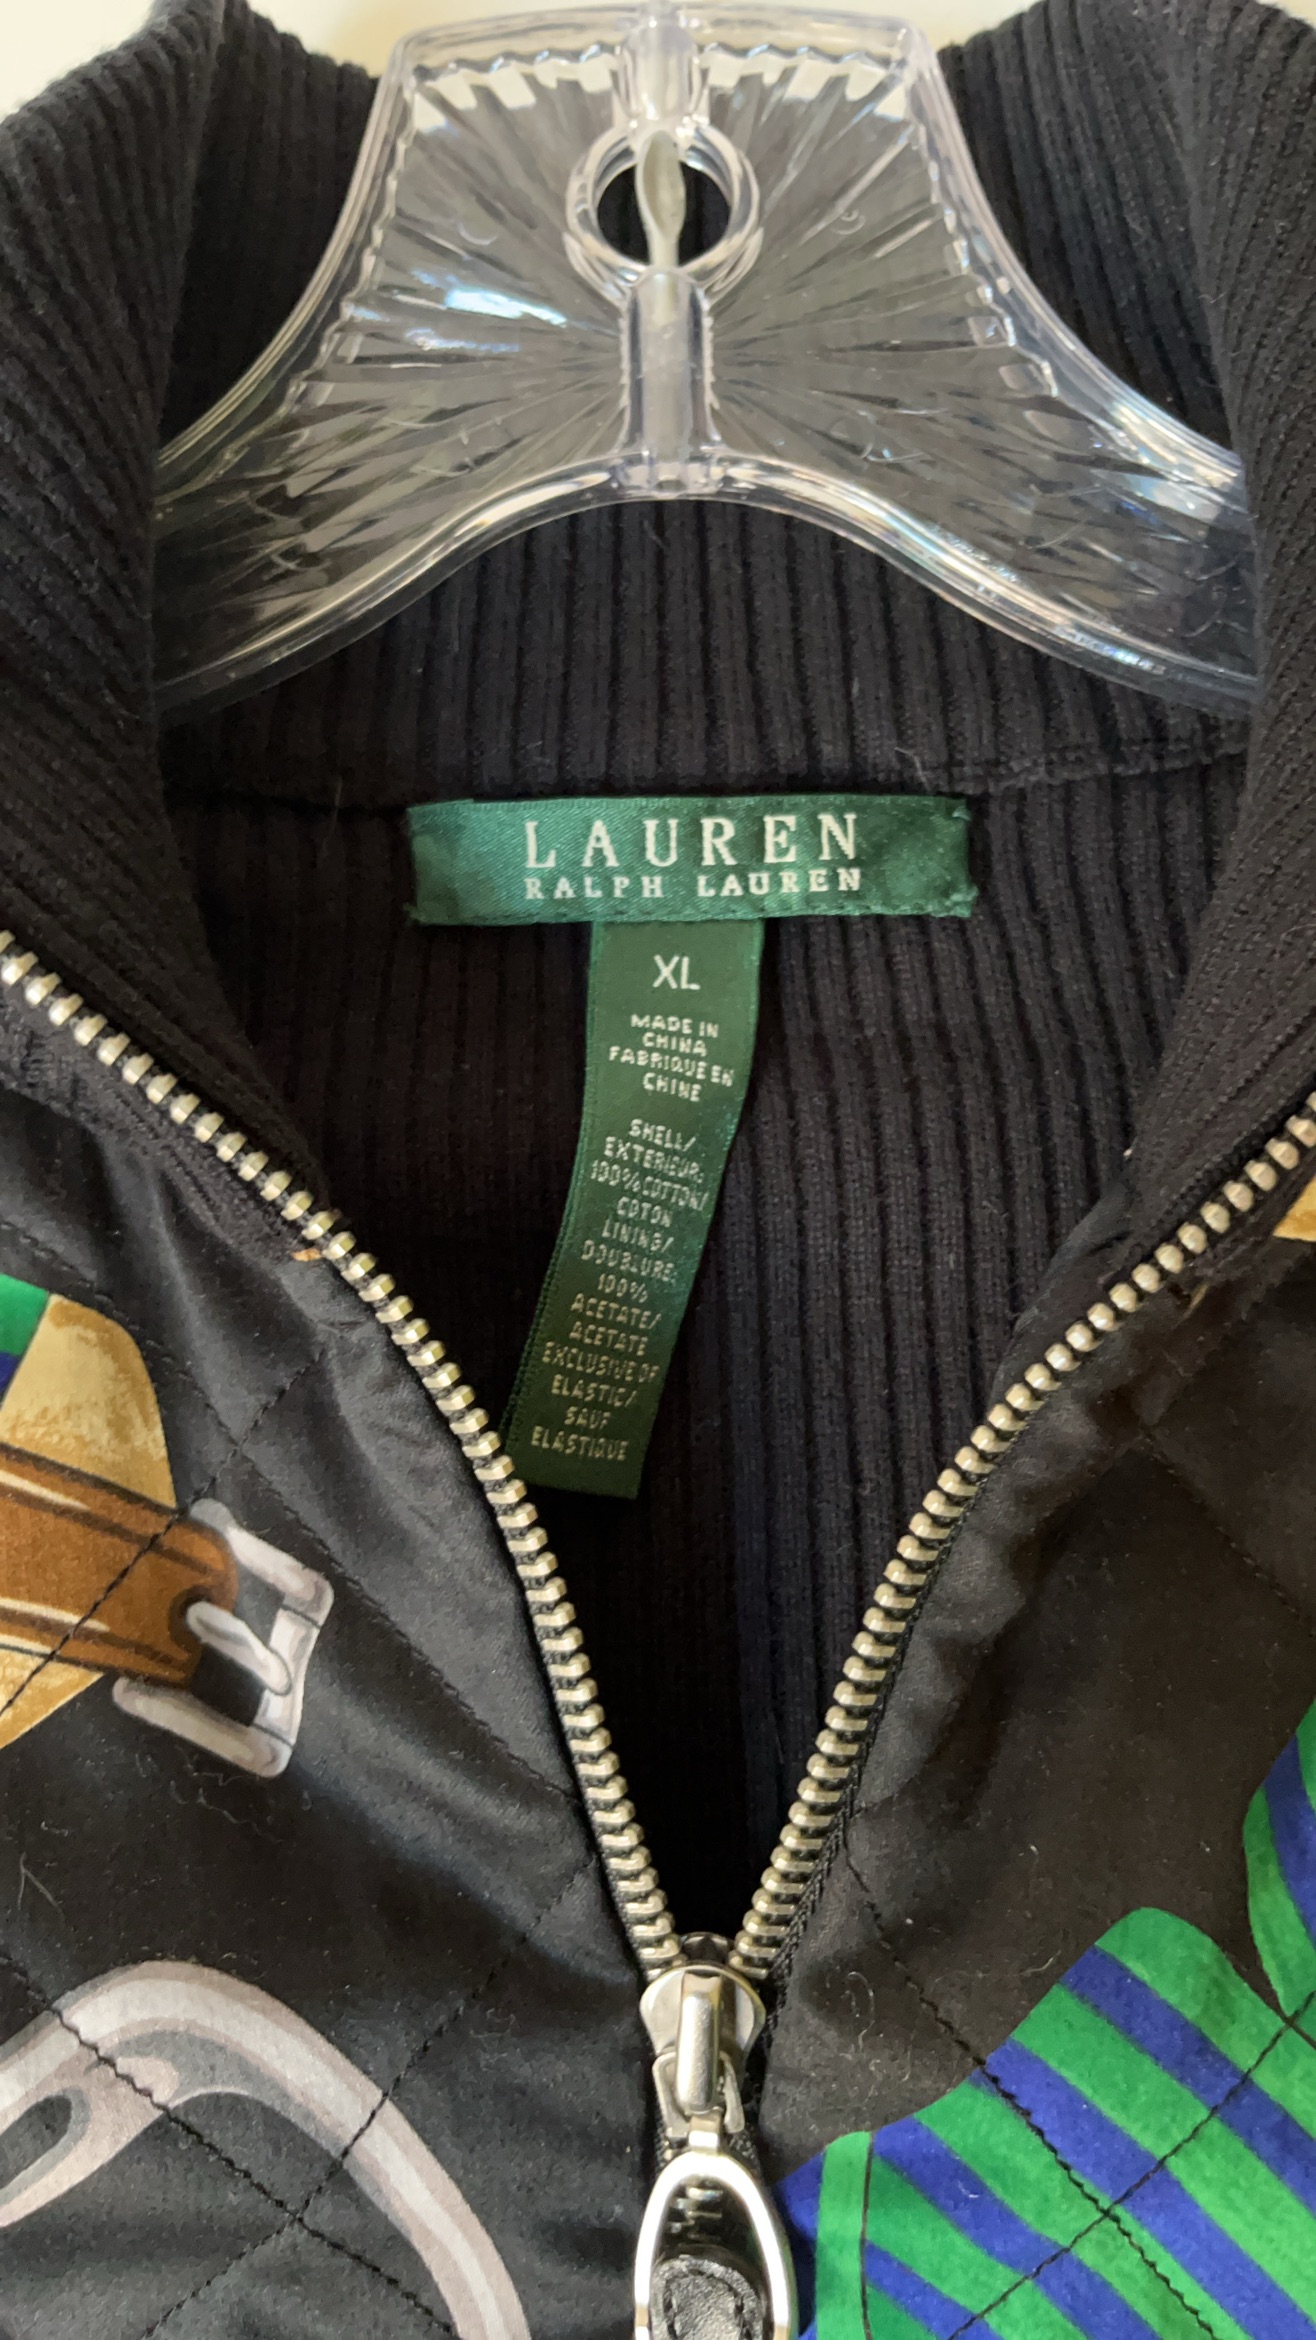 LAUREN
RALPH LAUREN
XL
MADE IN
CHINA
FABRIQUE EN
CHINE
SHELL/
EXTERIEUR:
100% COTTON/
COTON
LINING/
DOUBLURE:
100%
ACETATE/
ACETATE
EXCLUSIVE OF
ELASTIC/
SAUF
ELASTIQUE